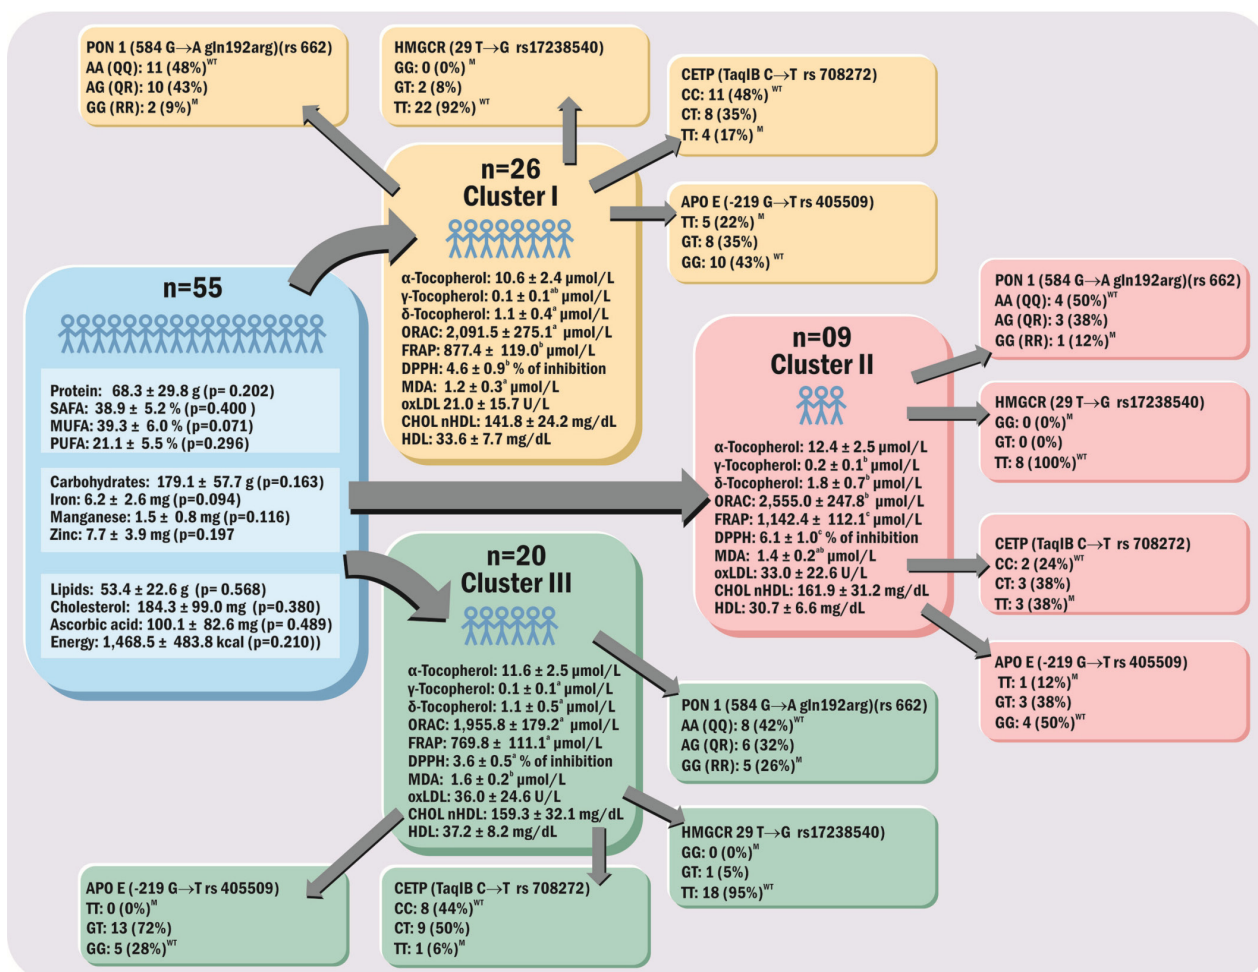 PON 1 (584 G→A gln192arg)(rs 662)
AA (QQ): 11 (48%)WT
AG (QR): 10 (43%)
GG (RR): 2 (9%)M
HMGCR (29 T→G rs17238540)
GG: 0 (0%)M
GT: 2 (8%)
TT: 22 (92%)WT
CETP (TaqIB C→T rs 708272)
CC: 11 (48%)WT
CT: 8 (35%)
TT: 4 (17%)M
APO E (-219 G→T rs 405509)
TT: 5 (22%)M
GT: 8 (35%)
GG: 10 (43%)WT
n=26
Cluster I
α-Tocopherol: 10.6 ± 2.4 µmol/L
γ-Tocopherol: 0.1 ± 0.1ab µmol/L
δ-Tocopherol: 1.1 ± 0.4a µmol/L
ORAC: 2,091.5 ± 275.1a µmol/L
FRAP: 877.4 ± 119.0b µmol/L
DPPH: 4.6 ± 0.9b % of inhibition
MDA: 1.2 ± 0.3a µmol/L
oxLDL 21.0 ± 15.7 U/L
CHOL nHDL: 141.8 ± 24.2 mg/dL
HDL: 33.6 ± 7.7 mg/dL
n=55
Protein: 68.3 ± 29.8 g (p= 0.202)
SAFA: 38.9 ± 5.2 % (p=0.400 )
MUFA: 39.3 ± 6.0 % (p=0.071)
PUFA: 21.1 ± 5.5 % (p=0.296)
Carbohydrates: 179.1 ± 57.7 g (p=0.163)
Iron: 6.2 ± 2.6 mg (p=0.094)
Manganese: 1.5 ± 0.8 mg (p=0.116)
Zinc: 7.7 ± 3.9 mg (p=0.197
Lipids: 53.4 ± 22.6 g (p= 0.568)
Cholesterol: 184.3 ± 99.0 mg (p=0.380)
Ascorbic acid: 100.1 ± 82.6 mg (p= 0.489)
Energy: 1,468.5 ± 483.8 kcal (p=0.210))
n=09
Cluster II
α-Tocopherol: 12.4 ± 2.5 µmol/L
γ-Tocopherol: 0.2 ± 0.1b µmol/L
δ-Tocopherol: 1.8 ± 0.7b µmol/L
ORAC: 2,555.0 ± 247.8b µmol/L
FRAP: 1,142.4 ± 112.1c µmol/L
DPPH: 6.1 ± 1.0c % of inhibition
MDA: 1.4 ± 0.2ab µmol/L
oxLDL: 33.0 ± 22.6 U/L
CHOL nHDL: 161.9 ± 31.2 mg/dL
HDL: 30.7 ± 6.6 mg/dL
PON 1 (584 G→A gln192arg)(rs 662)
AA (QQ): 4 (50%)WT
AG (QR): 3 (38%)
GG (RR): 1 (12%)M
HMGCR (29 T→G rs17238540)
GG: 0 (0%)M
GT: 0 (0%)
TT: 8 (100%)WT
CETP (TaqIB C→T rs 708272)
CC: 2 (24%)WT
CT: 3 (38%)
TT: 3 (38%)M
APO E (-219 G→T rs 405509)
TT: 1 (12%)M
GT: 3 (38%)
GG: 4 (50%)WT
n=20
Cluster III
α-Tocopherol: 11.6 ± 2.5 µmol/L
γ-Tocopherol: 0.1 ± 0.1a µmol/L
δ-Tocopherol: 1.1 ± 0.5a µmol/L
ORAC: 1,955.8 ± 179.2a µmol/L
FRAP: 769.8 ± 111.1a µmol/L
DPPH: 3.6 ± 0.5a % of inhibition
MDA: 1.6 ± 0.2b µmol/L
oxLDL: 36.0 ± 24.6 U/L
CHOL nHDL: 159.3 ± 32.1 mg/dL
HDL: 37.2 ± 8.2 mg/dL
PON 1 (584 G→A gln192arg)(rs 662)
AA (QQ): 8 (42%)WT
AG (QR): 6 (32%)
GG (RR): 5 (26%)M
HMGCR 29 T→G rs17238540)
GG: 0 (0%)M
GT: 1 (5%)
TT: 18 (95%)WT
APO E (-219 G→T rs 405509)
TT: 0 (0%)M
GT: 13 (72%)
GG: 5 (28%)WT
CETP (TaqIB C→T rs 708272)
CC: 8 (44%)WT
CT: 9 (50%)
TT: 1 (6%)M